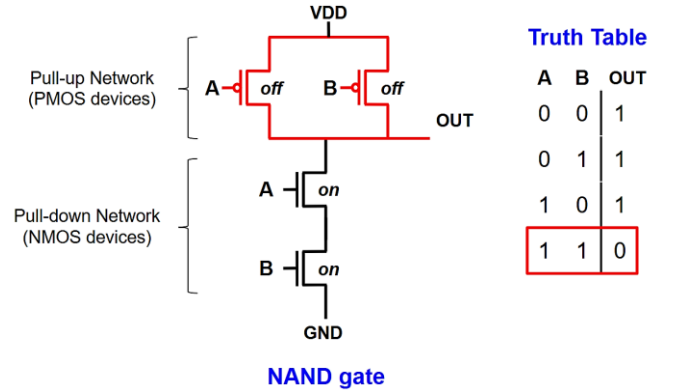 VDD
Pull-up Network
(PMOS devices)
A
off
B
off
OUT
Pull-down Network
(NMOS devices)
A
on
B
on
GND
NAND gate
Truth Table
A B OUT
0 0 1
0 1 1
1 0 1
1 1 0